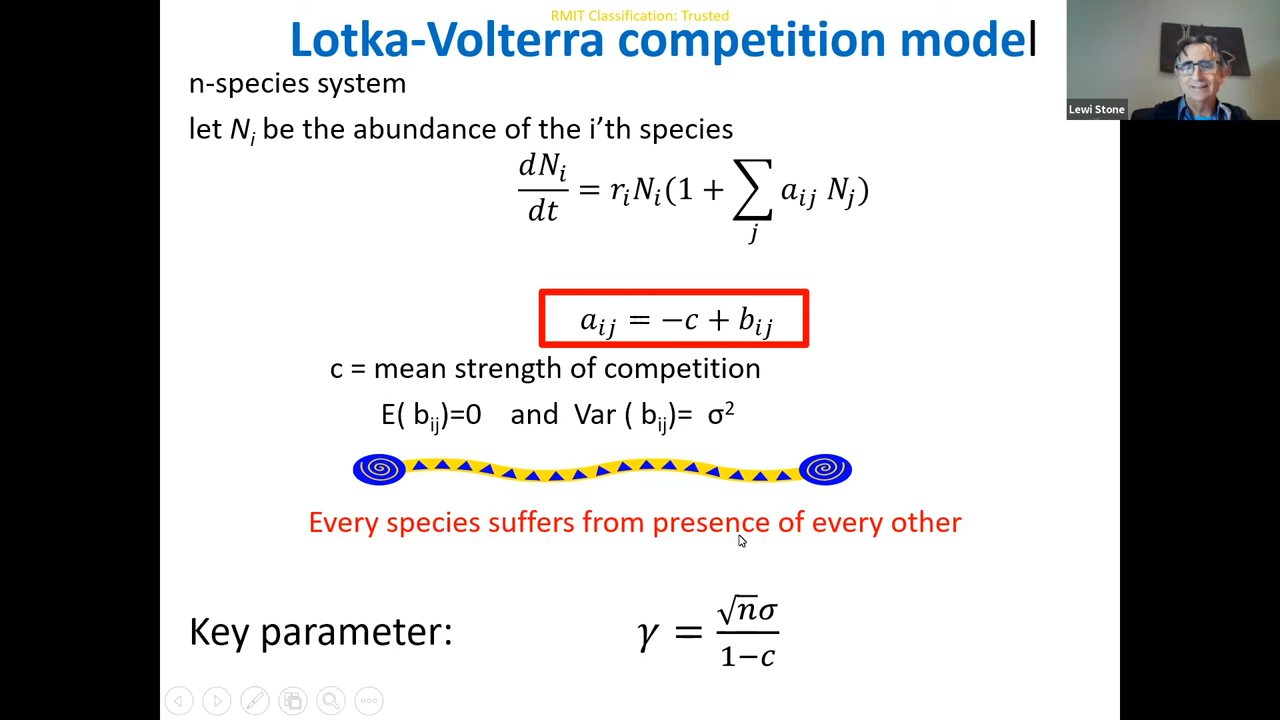 RMIT Classification: Trusted
Lotka-Volterra competition model
Lewi Stone
n-species system
let Nᵢ be the abundance of the i’th species
dNᵢ/dt = rᵢNᵢ(1 + ∑ⱼ aᵢⱼ Nⱼ)
aᵢⱼ = −c + bᵢⱼ
c = mean strength of competition
E( bᵢⱼ)=0 and Var ( bᵢⱼ)= σ²
Every species suffers from presence of every other
Key parameter: γ = √nσ/1−c